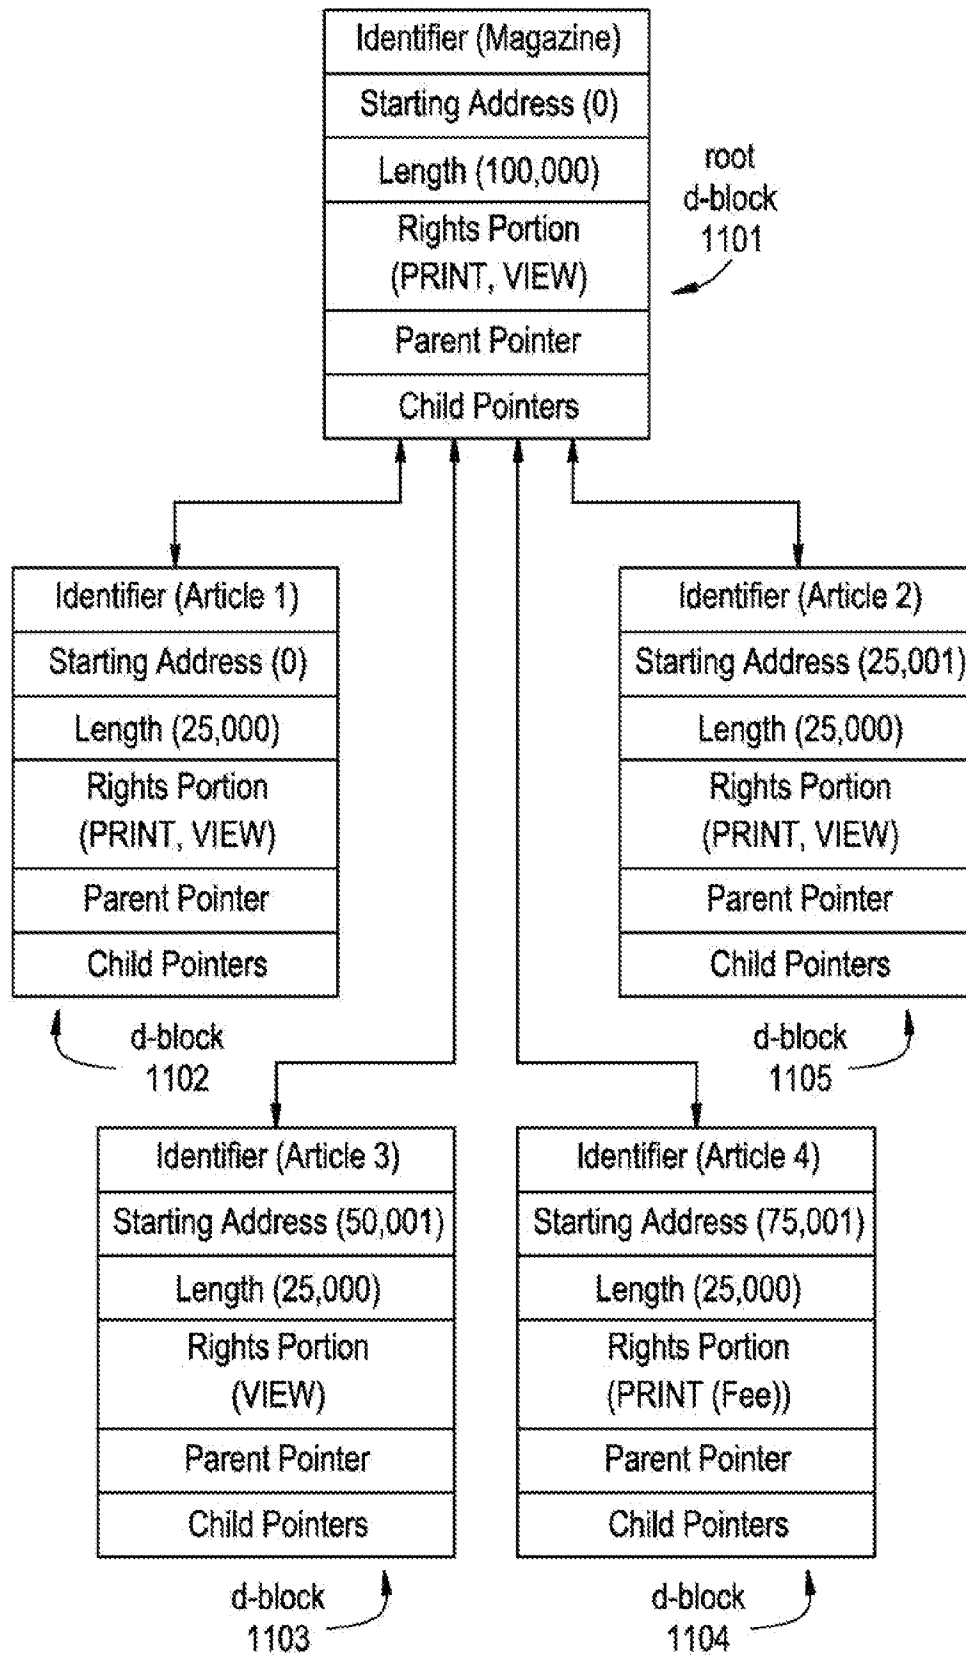 Identifier (Magazine)
Starting Address (0)
Length (100,000)
Rights Portion
(PRINT, VIEW)
Parent Pointer
Child Pointers
root
d-block
1101
Identifier (Article 1)
Starting Address (0)
Length (25,000)
Rights Portion
(PRINT, VIEW)
Parent Pointer
Child Pointers
d-block
1102
Identifier (Article 2)
Starting Address (25,001)
Length (25,000)
Rights Portion
(PRINT, VIEW)
Parent Pointer
Child Pointers
d-block
1105
Identifier (Article 3)
Starting Address (50,001)
Length (25,000)
Rights Portion
(VIEW)
Parent Pointer
Child Pointers
d-block
1103
Identifier (Article 4)
Starting Address (75,001)
Length (25,000)
Rights Portion
(PRINT (Fee))
Parent Pointer
Child Pointers
d-block
1104